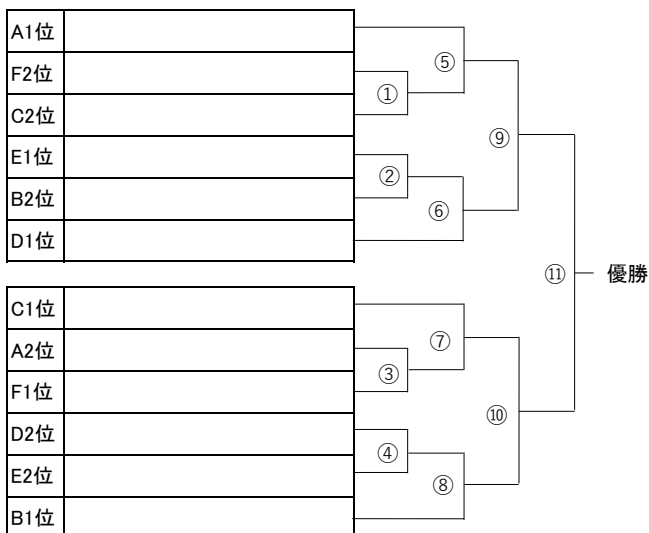 A1位
⑤
F2位
①
C2位
⑨
E1位
②
B2位
⑥
D1位
⑪ 優勝
C1位
⑦
A2位
③
F1位
⑩
D2位
④
E2位
⑧
B1位